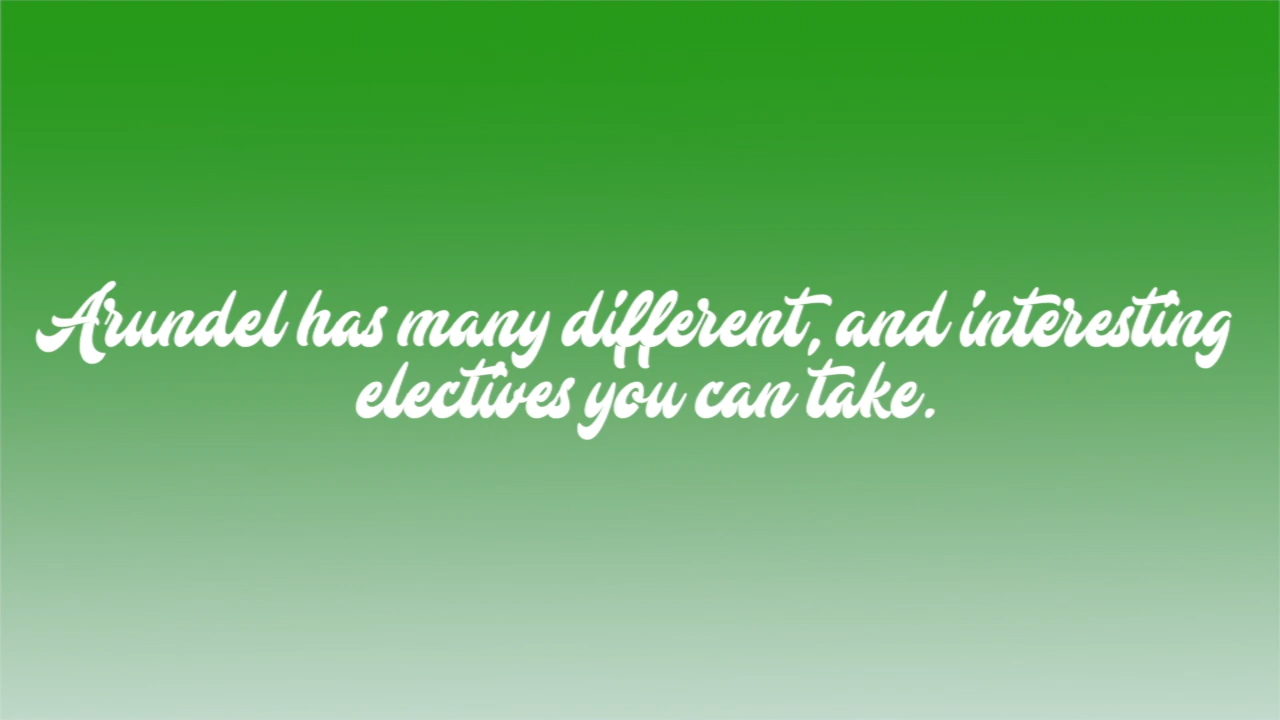 Arundel has many different, and interesting
electives you can take.